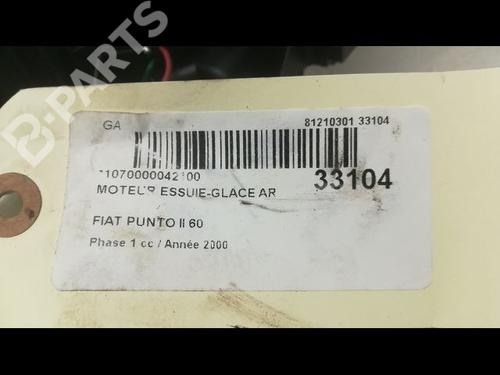 B-PARTS
GA
81210301 33104
33104
MOTEUR ESSUIE-GLACE AR
FIAT PUNTO II 60
Phase 1 cc / Année 2000